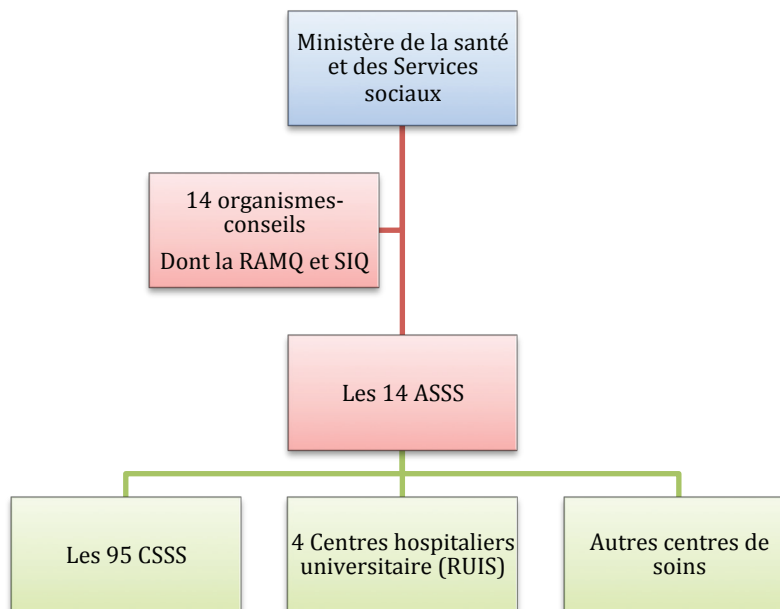 Ministère de la santé
et des Services
sociaux
14 organismes-
conseils
Dont la RAMQ et SIQ
Les 14 ASSS
Les 95 CSSS
4 Centres hospitaliers
universitaire (RUIS)
Autres centres de
soins